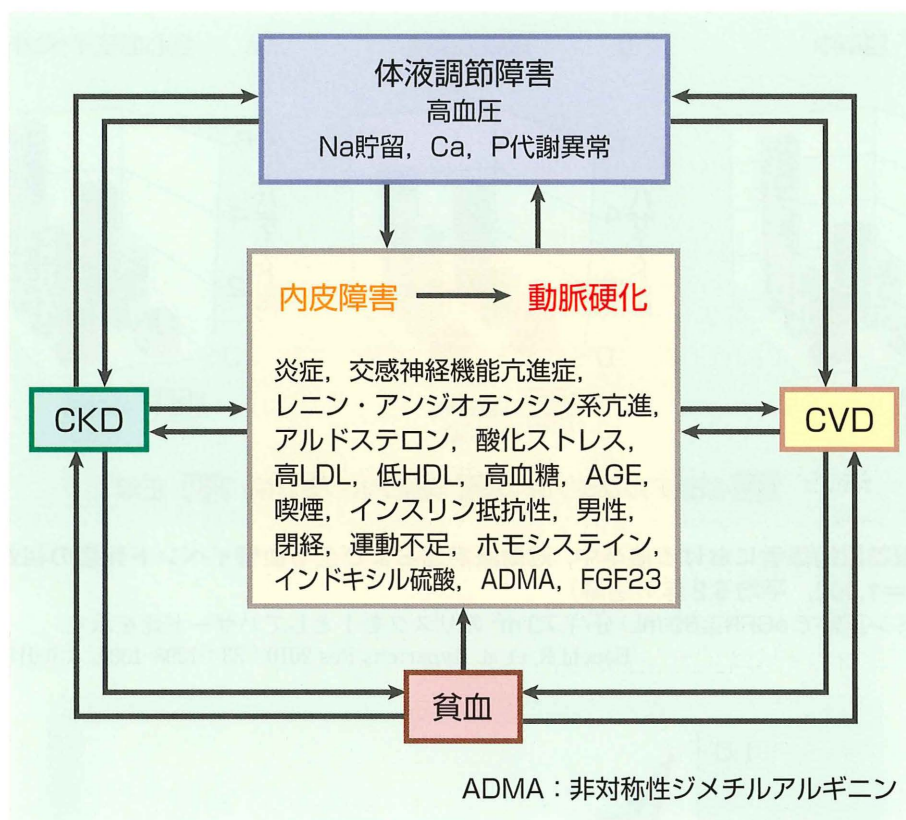 体液調節障害
高血圧
Na貯留，Ca，P代謝異常
内皮障害
動脈硬化
炎症，交感神経機能亢進症，
レニン・アンジオテンシン系亢進，
アルドステロン，酸化ストレス，
高LDL，低HDL，高血糖，AGE
喫煙，インスリン抵抗性，男性，
閉経，運動不足，ホモシステイン，
インドキシル硫酸，ADMA，FGF23
CKD
CVD
貧血
ADMA：非対称性ジメチルアルギニン